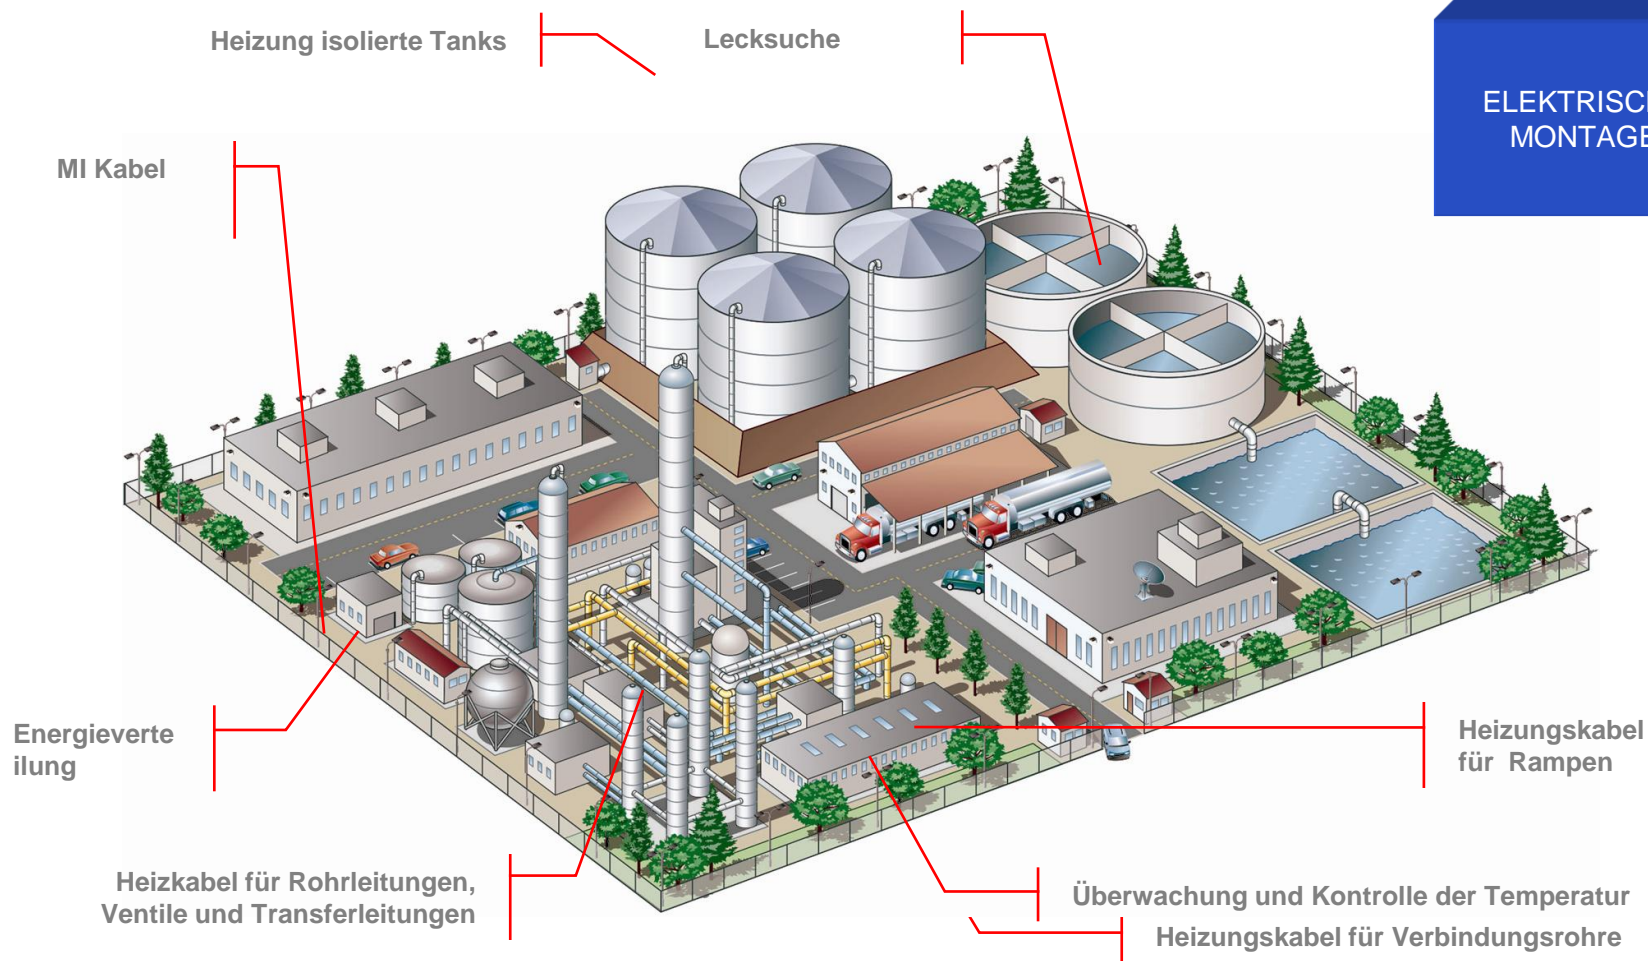 Heizung isolierte Tanks
Lecksuche
ELEKTRISC
MONTAGE
MI Kabel
Energieverte
ilung
Heizungskabel
für Rampen
Heizkabel für Rohrleitungen,
Ventile und Transferleitungen
Überwachung und Kontrolle der Temperatur
Heizungskabel für Verbindungsrohre